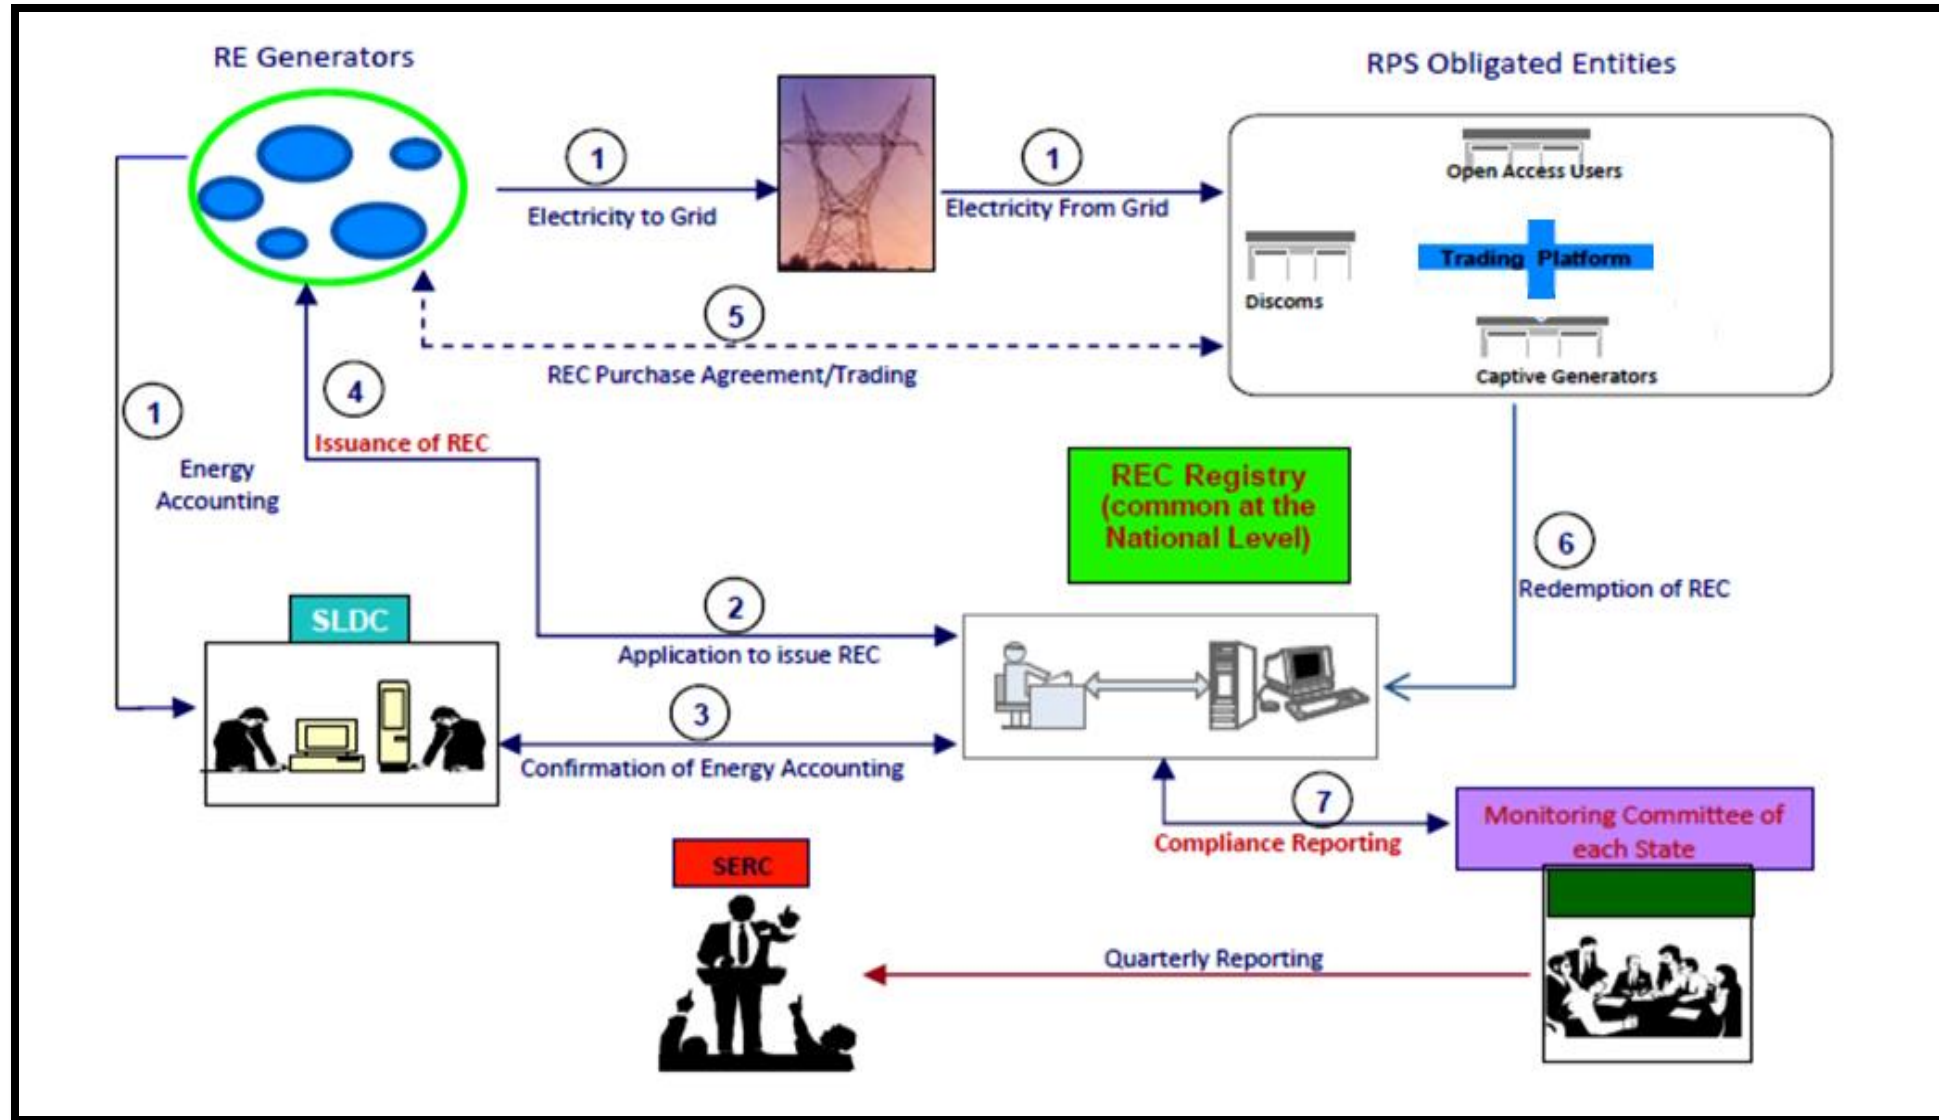 RE Generators
RPS Obligated Entities
1
1
Electricity to Grid
Electricity From Grid
Open Access Users
Trading Platform
Discoms
Captive Generators
5
REC Purchase Agreement/Trading
4
Issuance of REC
1
Energy
Accounting
REC Registry
(common at the
National Level)
6
Redemption of REC
SLDC
2
Application to issue REC
3
Confirmation of Energy Accounting
7
Compliance Reporting
Monitoring Committee of
each State
SERC
Quarterly Reporting